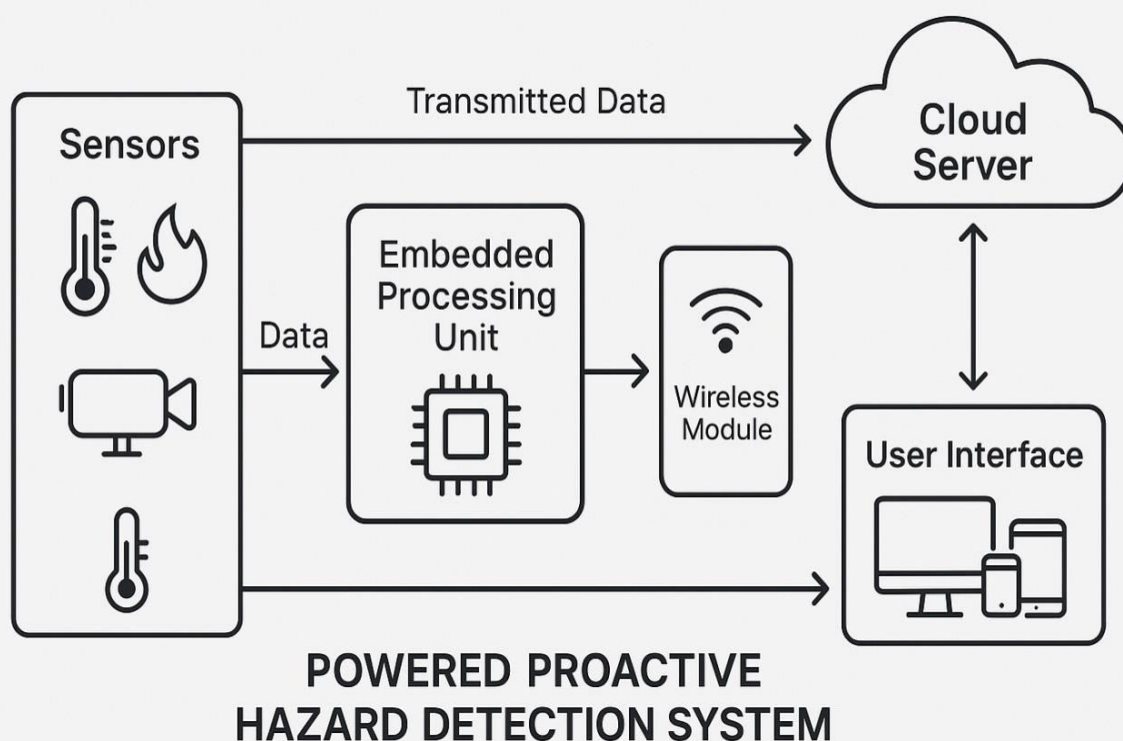 Transmitted Data
Cloud
Server
Sensors
Embedded
Processing
Unit
Data
Wireless
Module
User Interface
POWERED PROACTIVE
HAZARD DETECTION SYSTEM